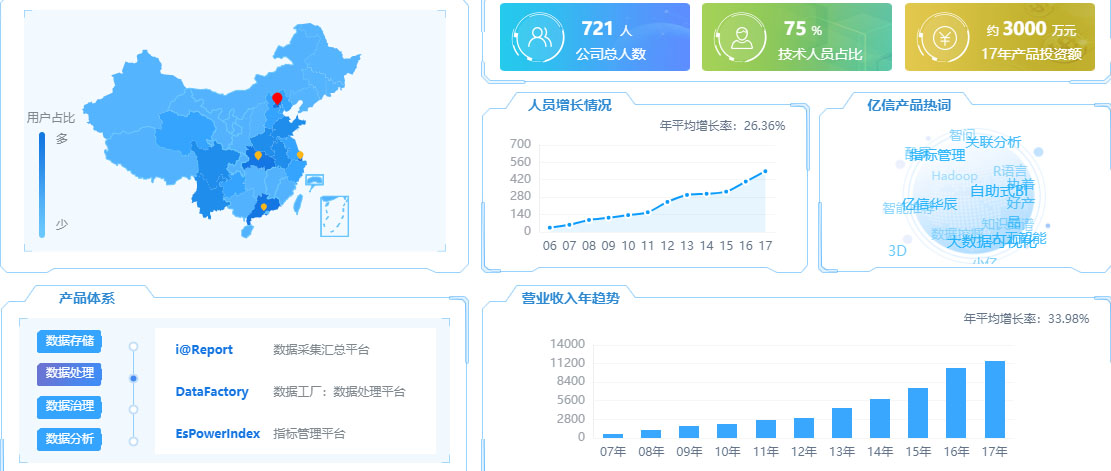 用户占比
多
少
721 人
公司总人数
75 %
技术人员占比
约 3000 万元
17年产品投资额
人员增长情况
年平均增长率：26.36%
700
560
420
280
140
0
06 07 08 09 10 11 12 13 14 15 16 17
亿信产品热词
智问
关联分析
指标管理
R语言
Hadoop
自助式BI
亿信华辰
好产
品
大数据可视化
3D
小亿
产品体系
数据存储
数据处理
数据治理
数据分析
i@Report 数据采集汇总平台
DataFactory 数据工厂：数据处理平台
EsPowerIndex 指标管理平台
营业收入年趋势
年平均增长率：33.98%
14000
11200
8400
5600
2800
0
07年 08年 09年 10年 11年 12年 13年 14年 15年 16年 17年